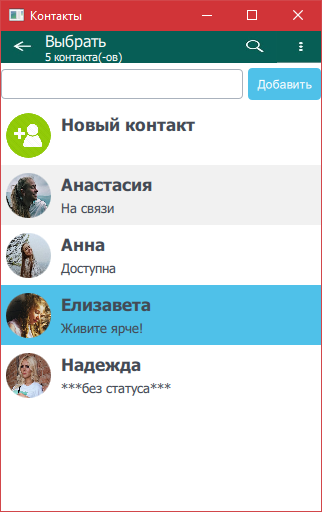 Контакты
Выбрать
5 контакта(-ов)
Добавить
Новый контакт
Анастасия
На связи
Анна
Доступна
Елизавета
Живите ярче!
Надежда
***без статуса***